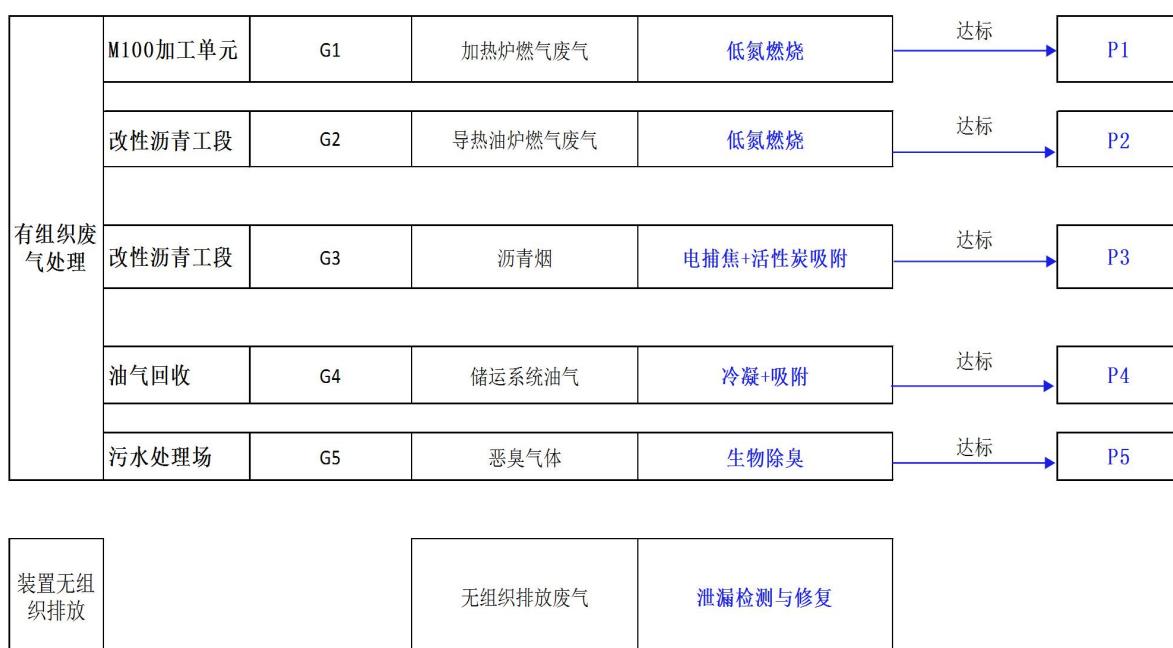 M100加工单元
G1
加热炉燃气废气
低氮燃烧
达标
P1
改性沥青工段
G2
导热油炉燃气废气
低氮燃烧
达标
P2
有组织废
气处理
改性沥青工段
G3
沥青烟
电捕焦+活性炭吸附
达标
P3
油气回收
G4
储运系统油气
冷凝+吸附
达标
P4
污水处理场
G5
恶臭气体
生物除臭
达标
P5
装置无组
织排放
无组织排放废气
泄漏检测与修复